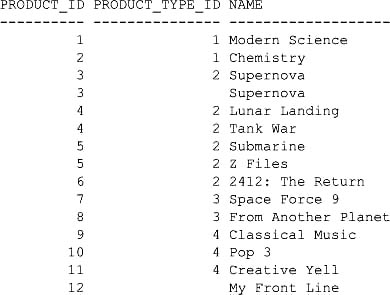 PRODUCT_ID PRODUCT_TYPE_ID NAME
---------- --------------- --------------------
1 1 Modern Science
2 1 Chemistry
3 2 Supernova
3 Supernova
4 2 Lunar Landing
4 2 Tank War
5 2 Submarine
5 2 Z Files
6 2 2412: The Return
7 3 Space Force 9
8 3 From Another Planet
9 4 Classical Music
10 4 Pop 3
11 4 Creative Yell
12 My Front Line